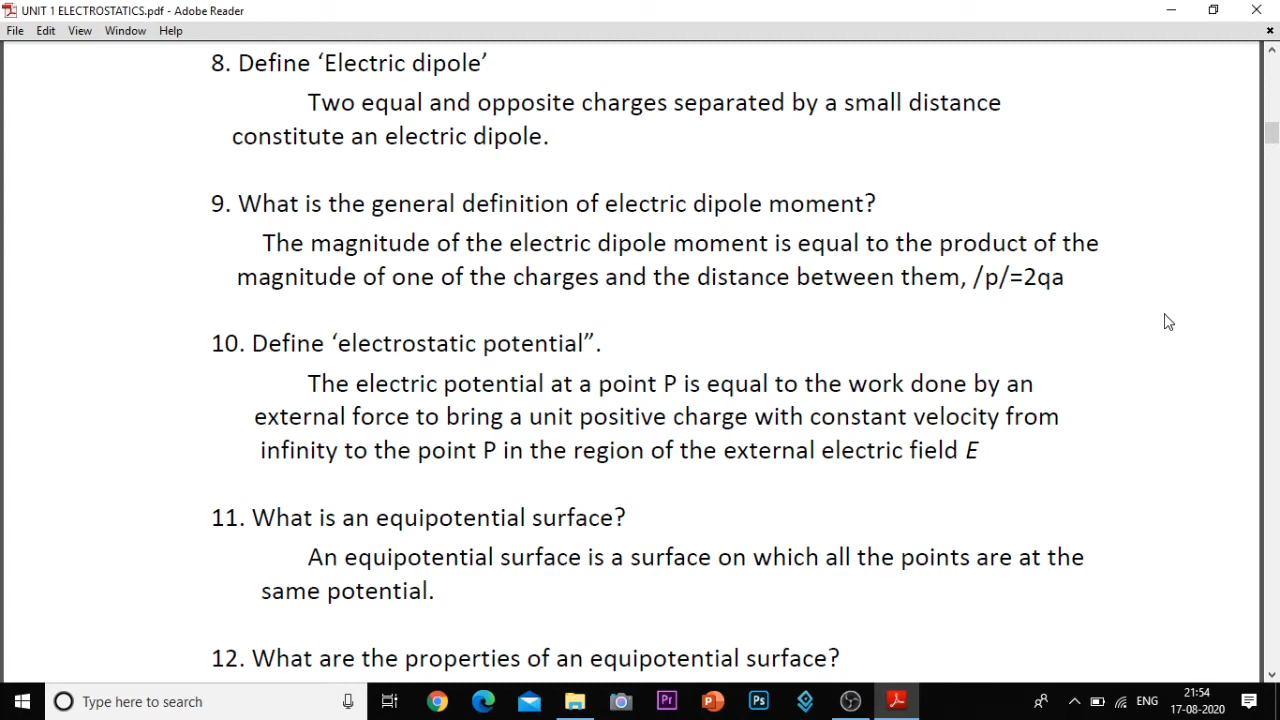 UNIT 1 ELECTROSTATICS.pdf - Adobe Reader
File Edit View Window Help
8. Define ‘Electric dipole’
Two equal and opposite charges separated by a small distance
constitute an electric dipole.
9. What is the general definition of electric dipole moment?
The magnitude of the electric dipole moment is equal to the product of the
magnitude of one of the charges and the distance between them, /p/=2qa
10. Define ‘electrostatic potential”.
The electric potential at a point P is equal to the work done by an
external force to bring a unit positive charge with constant velocity from
infinity to the point P in the region of the external electric field E
11. What is an equipotential surface?
An equipotential surface is a surface on which all the points are at the
same potential.
12. What are the properties of an equipotential surface?
Type here to search
Pr
P
Ps
ENG
21:54
17-08-2020